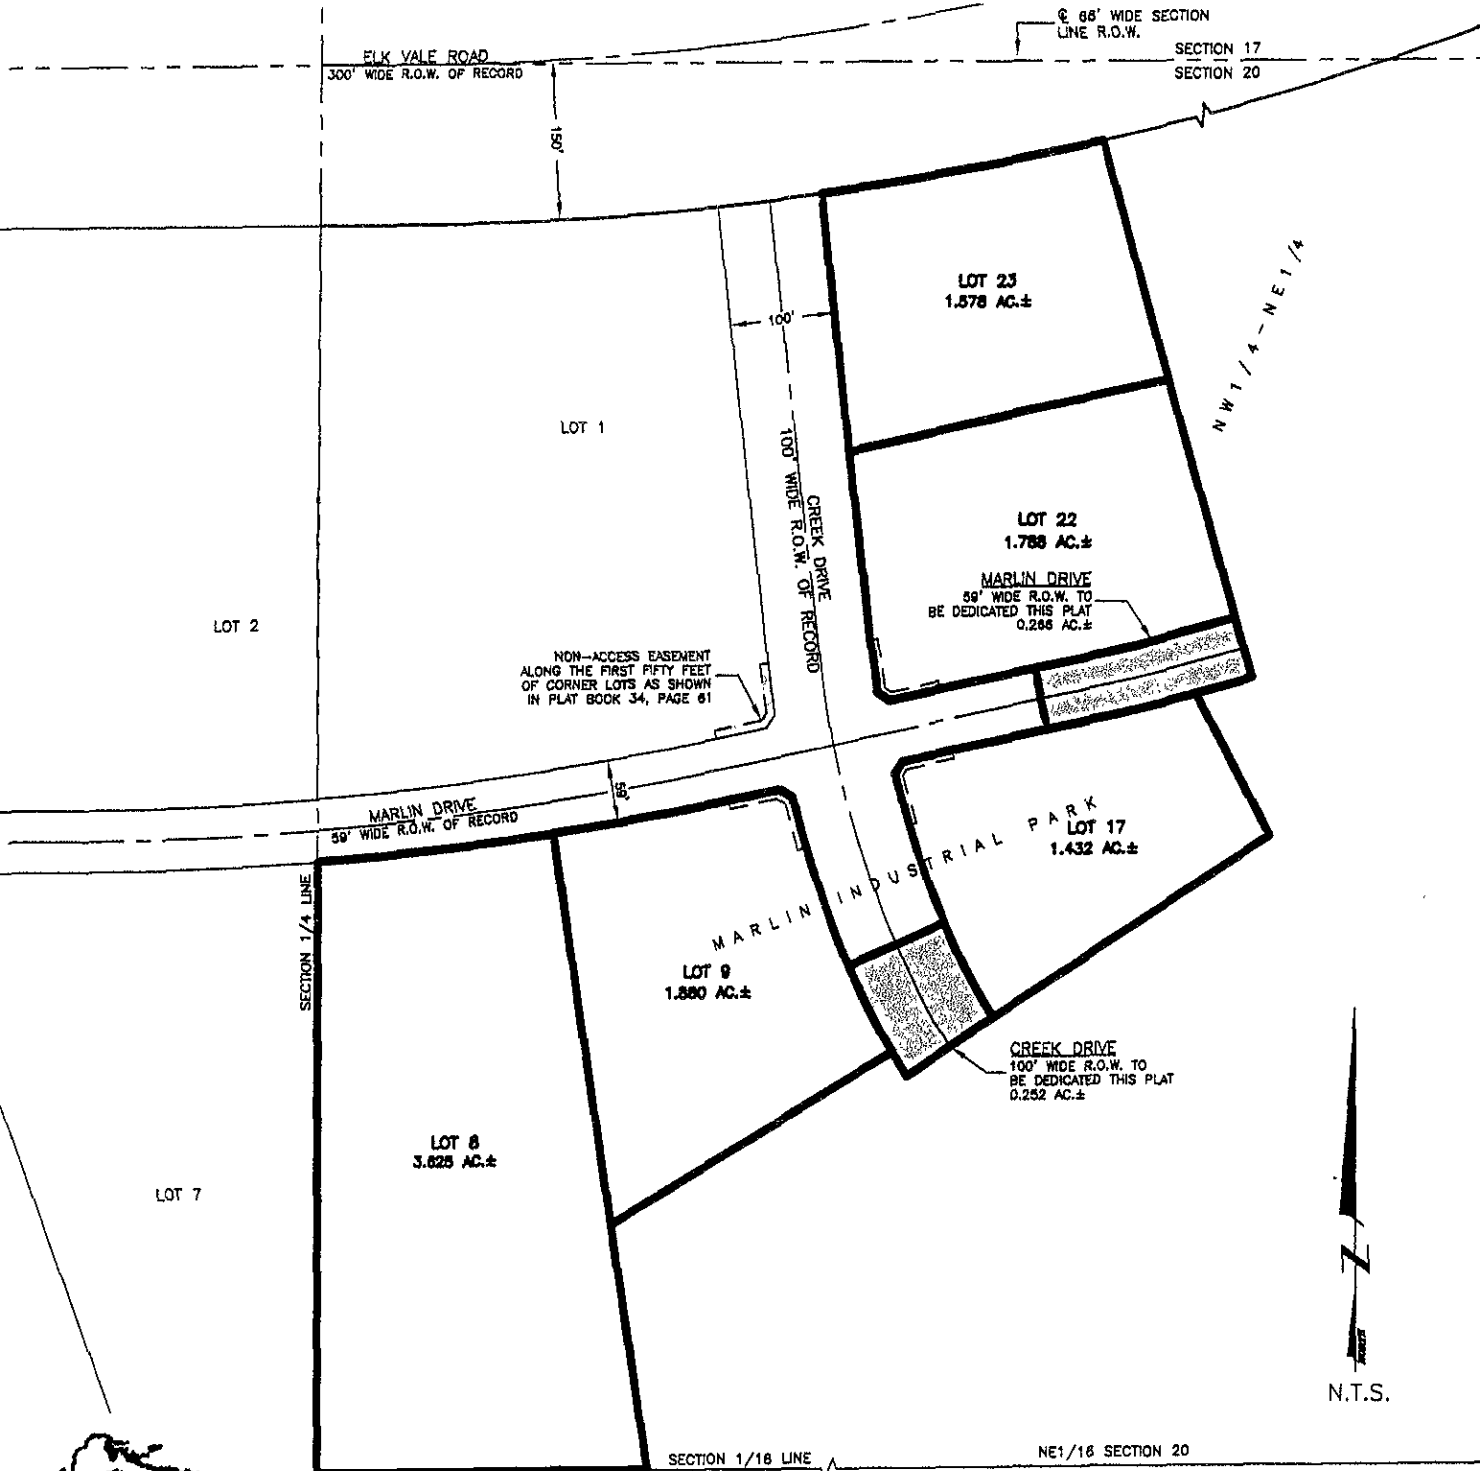 ℄ 66' WIDE SECTION
LINE R.O.W.
ELK VALE ROAD
300' WIDE R.O.W. OF RECORD
SECTION 17
SECTION 20
150'
LOT 23
1.578 AC.±
100'
NW1/4-NE1/4
LOT 1
CREEK DRIVE
100' WIDE R.O.W. OF RECORD
LOT 22
1.788 AC.±
MARLIN DRIVE
59' WIDE R.O.W. TO
BE DEDICATED THIS PLAT
0.266 AC.±
LOT 2
NON-ACCESS EASEMENT
ALONG THE FIRST FIFTY FEET
OF CORNER LOTS AS SHOWN
IN PLAT BOOK 34, PAGE 61
59'
MARLIN DRIVE
59' WIDE R.O.W. OF RECORD
MARLIN INDUSTRIAL PARK
LOT 17
1.432 AC.±
SECTION 1/4 LINE
LOT 9
1.880 AC.±
CREEK DRIVE
100' WIDE R.O.W. TO
BE DEDICATED THIS PLAT
0.252 AC.±
LOT 8
3.625 AC.±
LOT 7
N
NORTH
N.T.S.
SECTION 1/16 LINE
NE1/16 SECTION 20